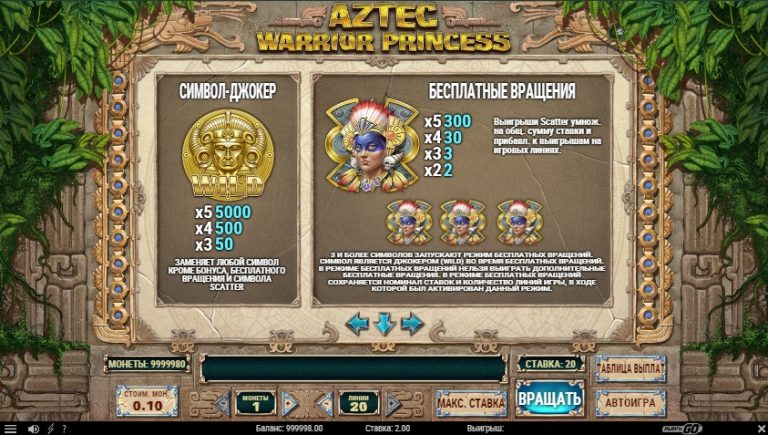 AZTEC
WARRIOR PRINCESS
СИМВОЛ-ДЖОКЕР
WILD
x5 5000
x4 500
x3 50
ЗАМЕНЯЕТ ЛЮБОЙ СИМВОЛ
КРОМЕ БОНУСА, БЕСПЛАТНОГО
ВРАЩЕНИЯ И СИМВОЛА
SCATTER
БЕСПЛАТНЫЕ ВРАЩЕНИЯ
x5 300
x4 30
x3 3
x2 2
Выигрыши Scatter умнож.
на общ. сумму ставки и
прибавл. к выигрышам на
игровых линиях.
3 И БОЛЕЕ СИМВОЛОВ ЗАПУСКАЮТ РЕЖИМ БЕСПЛАТНЫХ ВРАЩЕНИЙ.
СИМВОЛ ЯВЛЯЕТСЯ ДЖОКЕРОМ (WILD) ВО ВРЕМЯ БЕСПЛАТНЫХ ВРАЩЕНИЙ.
В РЕЖИМЕ БЕСПЛАТНЫХ ВРАЩЕНИЙ НЕЛЬЗЯ ВЫИГРАТЬ ДОПОЛНИТЕЛЬНЫЕ
БЕСПЛАТНЫЕ ВРАЩЕНИЯ. В РЕЖИМЕ БЕСПЛАТНЫХ ВРАЩЕНИЙ
СОХРАНЯЕТСЯ НОМИНАЛ СТАВОК И КОЛИЧЕСТВО ЛИНИЙ ИГРЫ, В ХОДЕ
КОТОРОЙ БЫЛ АКТИВИРОВАН ДАННЫЙ РЕЖИМ.
МОНЕТЫ: 9999980
СТАВКА: 20
ТАБЛИЦА ВЫПЛАТ
СТОИМ. МОН.
0.10
МОНЕТЫ
1
ЛИНИИ
20
МАКС. СТАВКА
ВРАЩАТЬ
АВТОИГРА
Баланс: 999998.00
Ставка: 2.00
Выигрыш:
PLAY'N GO